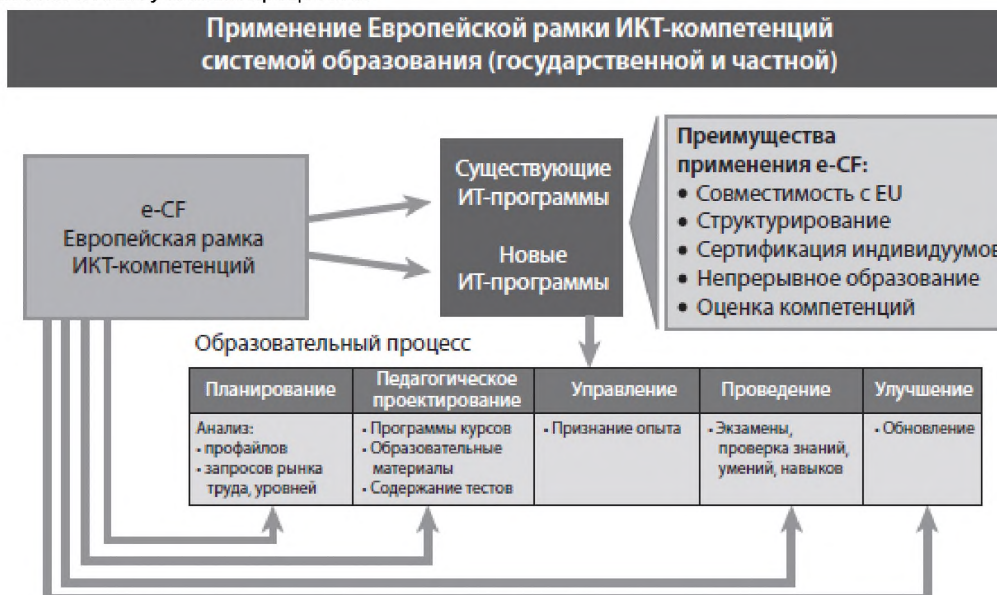 Применение Европейской рамки ИКТ-компетенций
системой образования (государственной и частной)
e-CF
Европейская рамка
ИКТ-компетенций
Существующие
ИТ-программы
Новые
ИТ-программы
Преимущества
применения e-CF:
• Совместимость с EU
• Структурирование
• Сертификация индивидуумов
• Непрерывное образование
• Оценка компетенций
Образовательный процесс
Планирование
Педагогическое
проектирование
Управление
Проведение
Улучшение
Анализ:
• профайлов
• запросов рынка
труда, уровней
• Программы курсов
• Образовательные
материалы
• Содержание тестов
• Признание опыта
• Экзамены,
проверка знаний,
умений, навыков
• Обновление